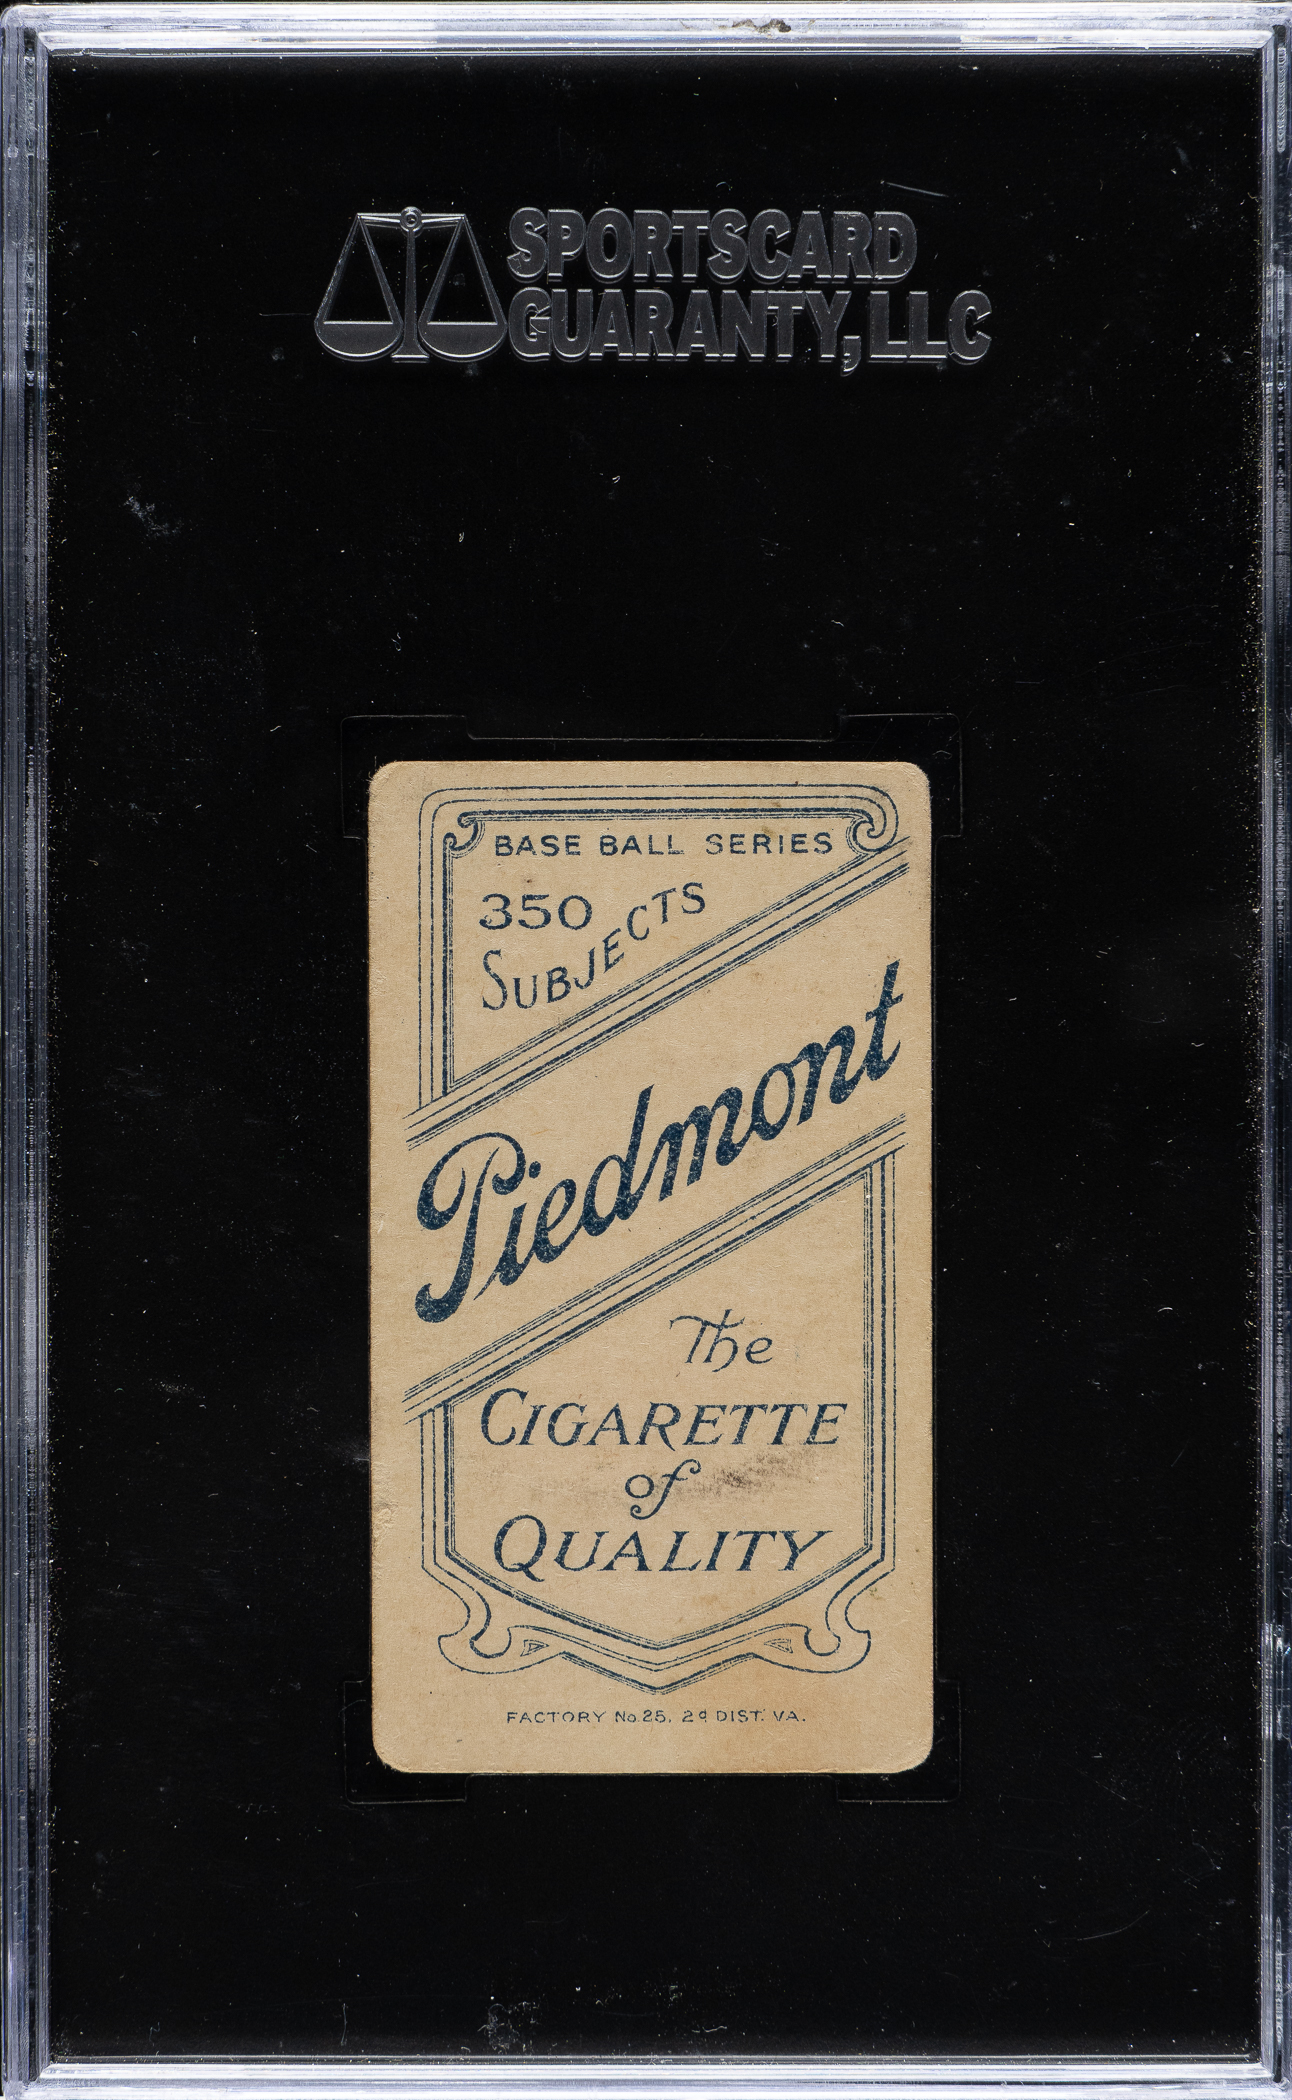 SPORTSCARD
GUARANTY, LLC
BASE BALL SERIES
350
SUBJECTS
Piedmont
The
CIGARETTE
of
QUALITY
FACTORY No. 25, 2d DIST. VA.